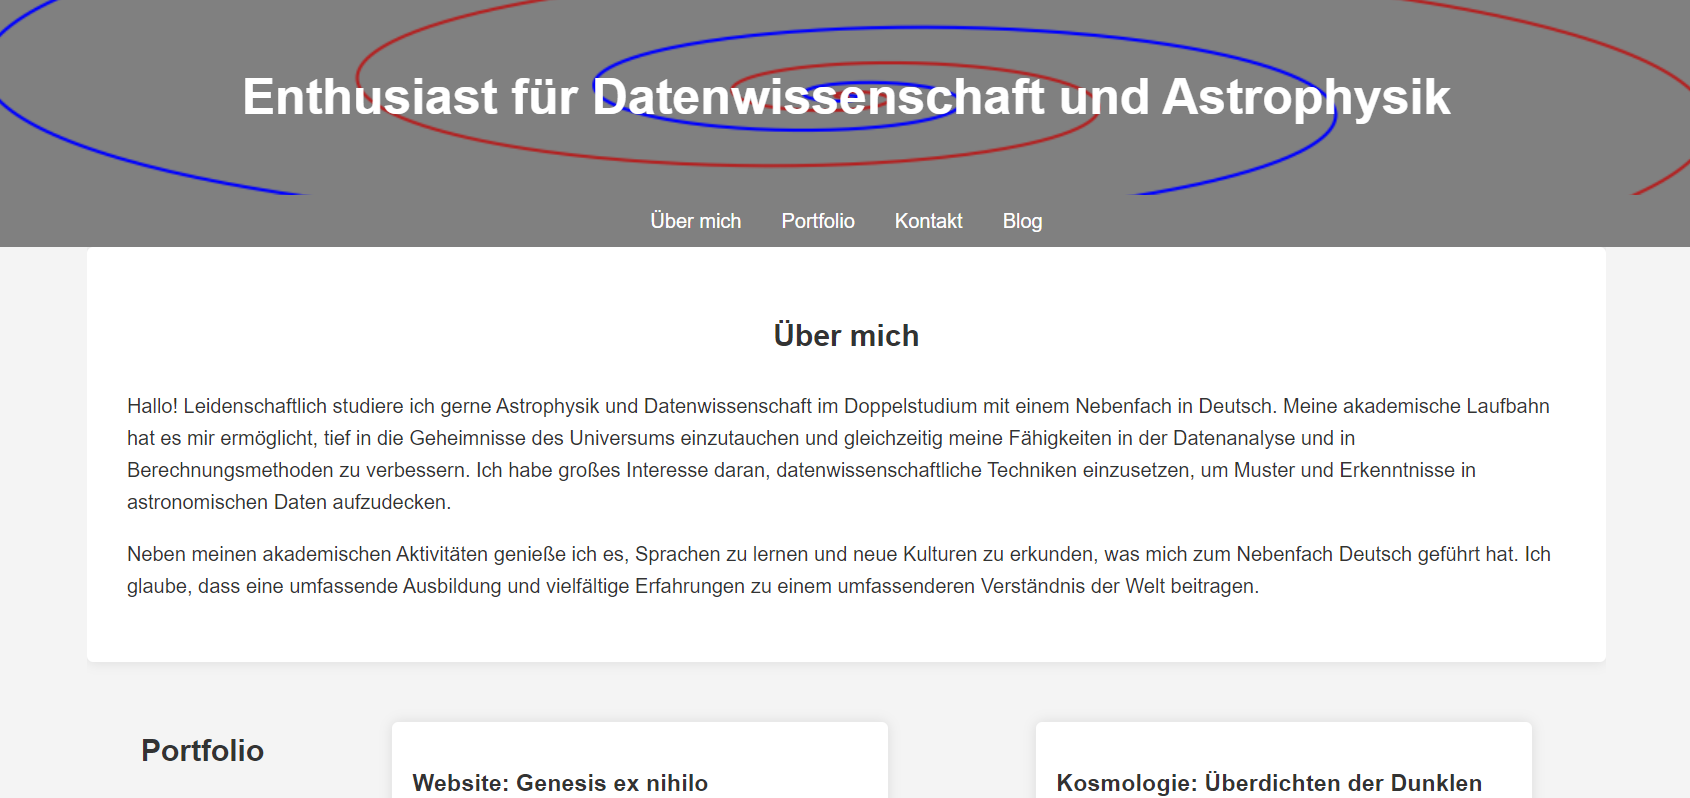 Enthusiast für Datenwissenschaft und Astrophysik
Über mich Portfolio Kontakt Blog
Über mich
Hallo! Leidenschaftlich studiere ich gerne Astrophysik und Datenwissenschaft im Doppelstudium mit einem Nebenfach in Deutsch. Meine akademische Laufbahn
hat es mir ermöglicht, tief in die Geheimnisse des Universums einzutauchen und gleichzeitig meine Fähigkeiten in der Datenanalyse und in
Berechnungsmethoden zu verbessern. Ich habe großes Interesse daran, datenwissenschaftliche Techniken einzusetzen, um Muster und Erkenntnisse in
astronomischen Daten aufzudecken.
Neben meinen akademischen Aktivitäten genieße ich es, Sprachen zu lernen und neue Kulturen zu erkunden, was mich zum Nebenfach Deutsch geführt hat. Ich
glaube, dass eine umfassende Ausbildung und vielfältige Erfahrungen zu einem umfassenderen Verständnis der Welt beitragen.
Portfolio
Website: Genesis ex nihilo
Kosmologie: Überdichten der Dunklen